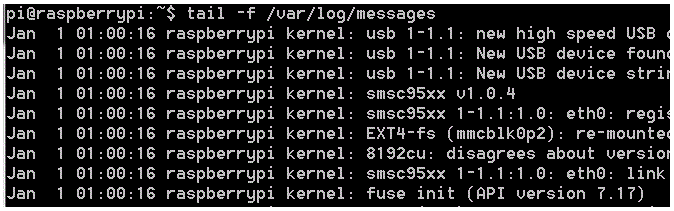 pi@raspberrypi:~$ tail -f /var/log/messages
Jan  1 01:00:16 raspberrypi kernel: usb 1-1.1: new high speed USB
Jan  1 01:00:16 raspberrypi kernel: usb 1-1.1: New USB device foun
Jan  1 01:00:16 raspberrypi kernel: usb 1-1.1: New USB device strin
Jan  1 01:00:16 raspberrypi kernel: smsc95xx v1.0.4
Jan  1 01:00:16 raspberrypi kernel: smsc95xx 1-1.1:1.0: eth0: regis
Jan  1 01:00:16 raspberrypi kernel: EXT4-fs (mmcblk0p2): re-mounted
Jan  1 01:00:16 raspberrypi kernel: 8192cu: disagrees about version
Jan  1 01:00:16 raspberrypi kernel: smsc95xx 1-1.1:1.0: eth0: link
Jan  1 01:00:16 raspberrypi kernel: fuse init (API version 7.17)